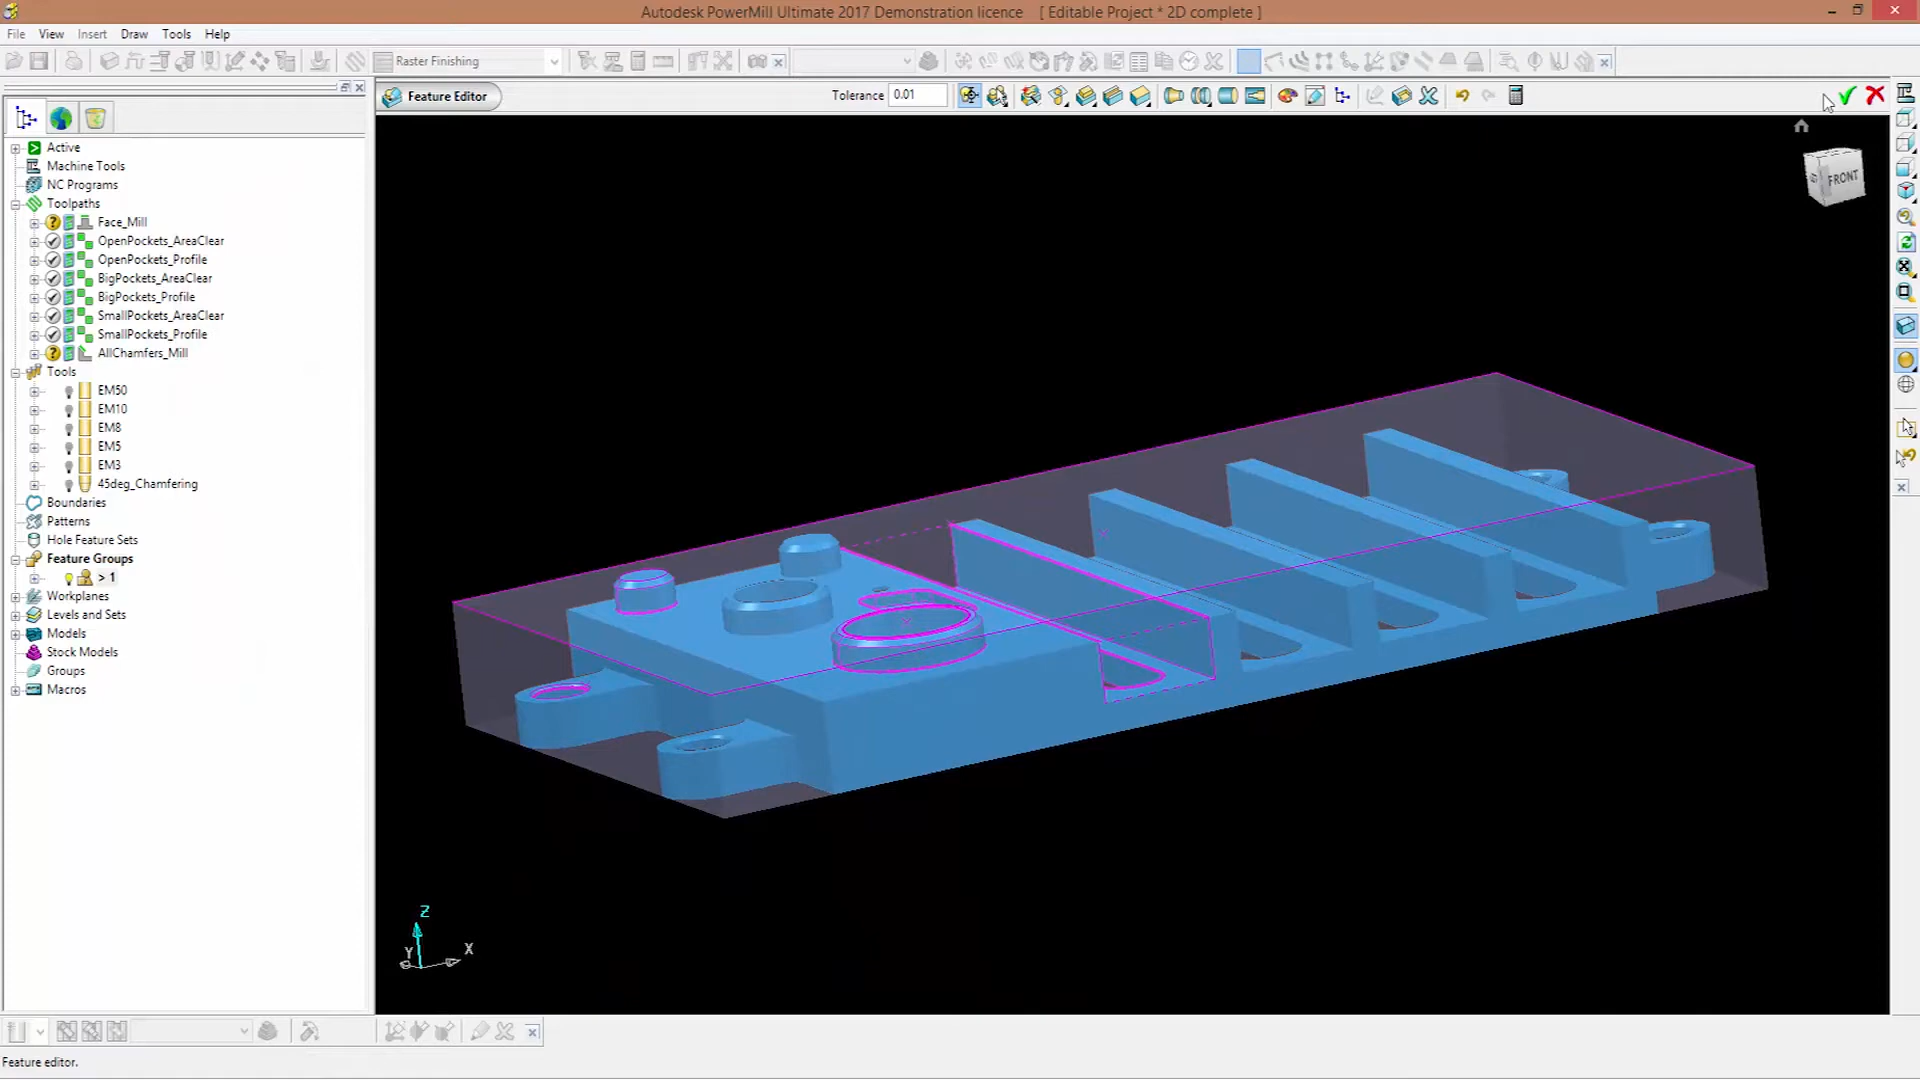 Autodesk PowerMill Ultimate 2017 Demonstration licence [ Editable Project * 2D complete ]
File View Insert Draw Tools Help
Raster Finishing
Feature Editor
Tolerance 0.01
FRONT
Active
Machine Tools
NC Programs
Toolpaths
Face_Mill
OpenPockets_AreaClear
OpenPockets_Profile
BigPockets_AreaClear
BigPockets_Profile
SmallPockets_AreaClear
SmallPockets_Profile
AllChamfers_Mill
Tools
EM50
EM10
EM8
EM5
EM3
45deg_Chamfering
Boundaries
Patterns
Hole Feature Sets
Feature Groups
> 1
Workplanes
Levels and Sets
Models
Stock Models
Groups
Macros
Z
Y
X
Feature editor.